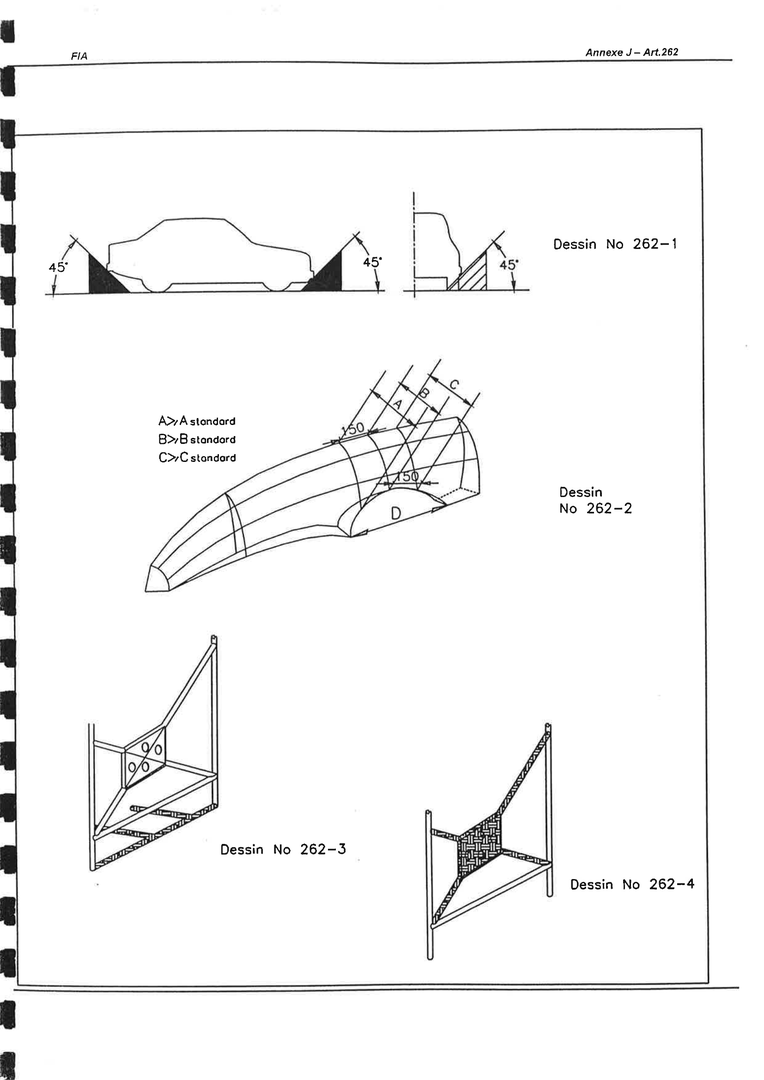 FIA
Annexe J – Art.262
45°
45°
45°
Dessin No 262–1
A≥A standard
B≥B standard
C≥C standard
150
A
B
C
150
D
Dessin
No 262–2
Dessin No 262–3
Dessin No 262–4